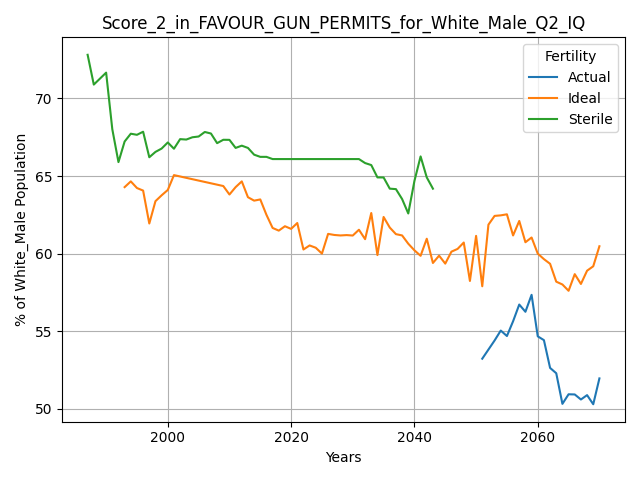 Score_2_in_FAVOUR_GUN_PERMITS_for_White_Male_Q2_IQ
Fertility
Actual
Ideal
Sterile
% of White_Male Population
70
65
60
55
50
2000
2020
2040
2060
Years